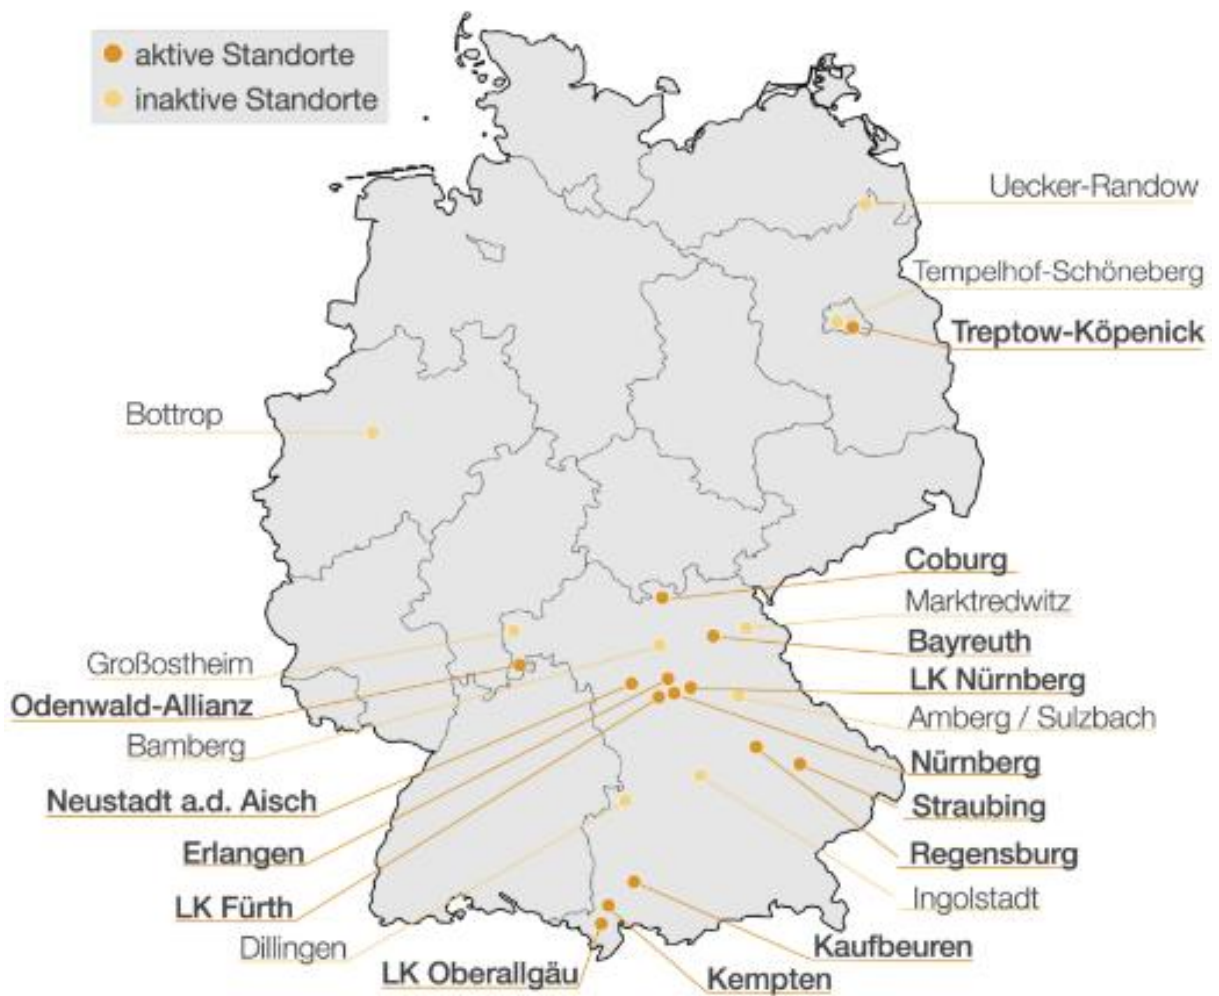 aktive Standorte
inaktive Standorte
Uecker-Randow
Tempelhof-Schöneberg
Treptow-Köpenick
Bottrop
Coburg
Marktredwitz
Bayreuth
LK Nürnberg
Amberg / Sulzbach
Nürnberg
Straubing
Regensburg
Ingolstadt
Kaufbeuren
Kempten
Großostheim
Odenwald-Allianz
Bamberg
Neustadt a.d. Aisch
Erlangen
LK Fürth
Dillingen
LK Oberallgäu